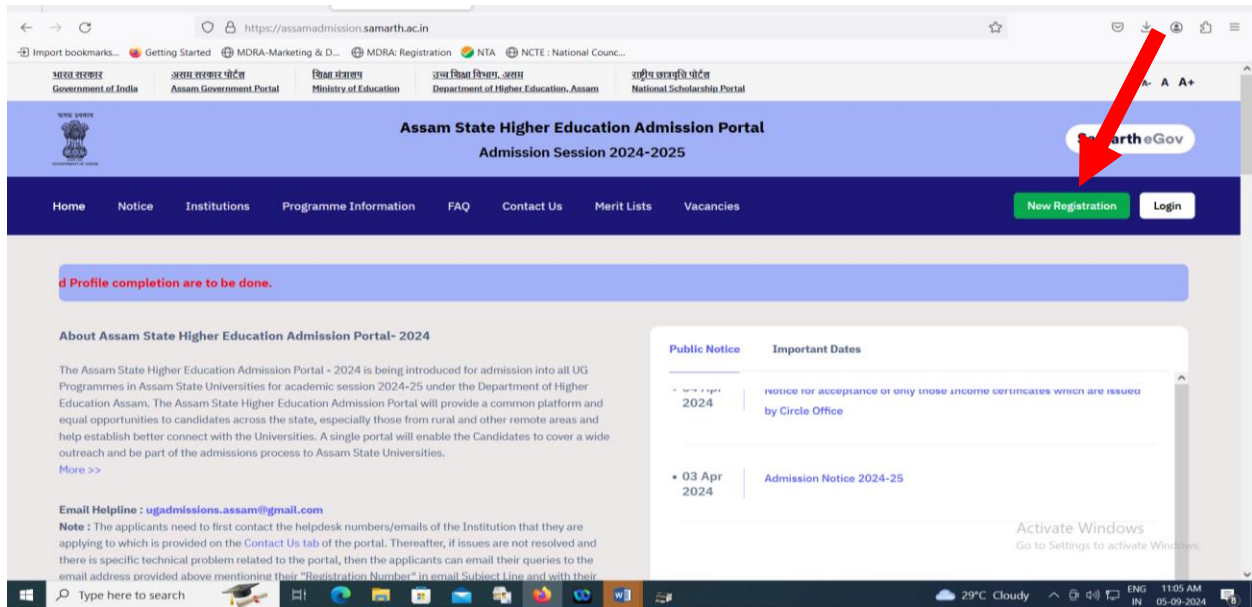 https://assamadmission.samarth.ac.in
Import bookmarks... Getting Started MDRA-Marketing & D... MDRA: Registration NTA NCTE : National Counc...
भारत सरकार असम सरकार पोर्टल शिक्षा मंत्रालय उच्च शिक्षा विभाग, असम राष्ट्रीय छात्रवृत्ति पोर्टल
Government of India Assam Government Portal Ministry of Education Department of Higher Education, Assam National Scholarship Portal A- A A+
Assam State Higher Education Admission Portal
Admission Session 2024-2025
eGov
Home Notice Institutions Programme Information FAQ Contact Us Merit Lists Vacancies New Registration Login
d Profile completion are to be done.
About Assam State Higher Education Admission Portal- 2024
The Assam State Higher Education Admission Portal - 2024 is being introduced for admission into all UG
Programmes in Assam State Universities for academic session 2024-25 under the Department of Higher
Education Assam. The Assam State Higher Education Admission Portal will provide a common platform and
equal opportunities to candidates across the state, especially those from rural and other remote areas and
help establish better connect with the Universities. A single portal will enable the Candidates to cover a wide
outreach and be part of the admissions process to Assam State Universities.
More >>
Email Helpline : ugadmissions.assam@gmail.com
Note : The applicants need to first contact the helpdesk numbers/emails of the Institution that they are
applying to which is provided on the Contact Us tab of the portal. Thereafter, if issues are not resolved and
there is specific technical problem related to the portal, then the applicants can email their queries to the
email address provided above mentioning their "Registration Number" in email Subject Line and with their
Public Notice Important Dates
2024 Notice for acceptance of only those Income certificates which are issued
by Circle Office
• 03 Apr Admission Notice 2024-25
2024
Activate Windows
Go to Settings to activate Windows.
Type here to search 29°C Cloudy ENG 11:05 AM
IN 05-09-2024